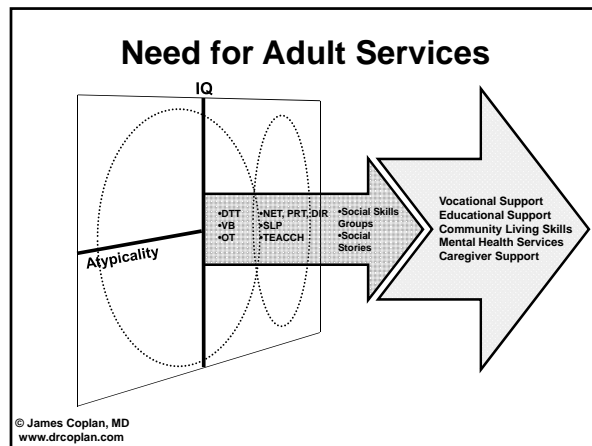 Need for Adult Services
IQ
Atypicality
•DTT
•VB
•OT
•NET, PRT, DIR
•SLP
•TEACCH
•Social Skills
Groups
•Social
Stories
Vocational Support
Educational Support
Community Living Skills
Mental Health Services
Caregiver Support
© James Coplan, MD
www.drcoplan.com